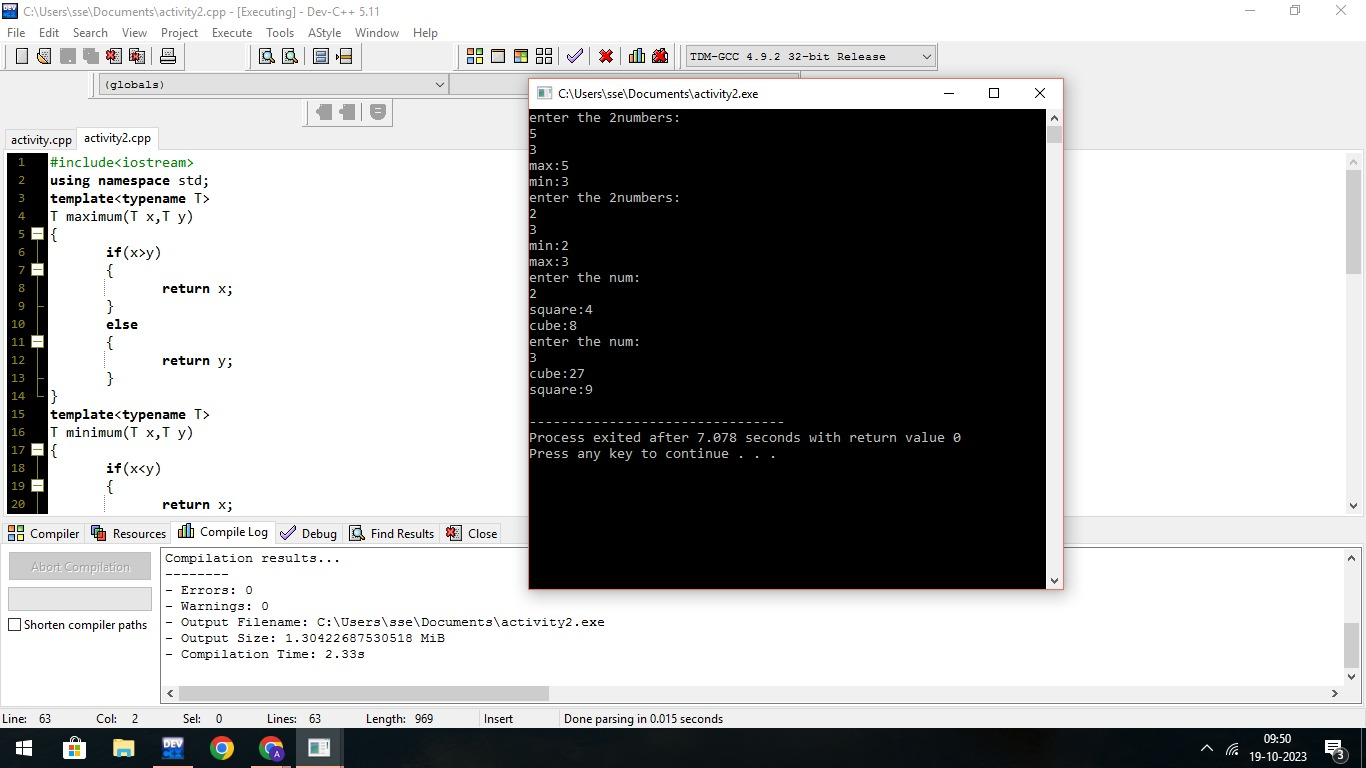 C:\Users\sse\Documents\activity2.cpp - [Executing] - Dev-C++ 5.11
File Edit Search View Project Execute Tools AStyle Window Help
TDM-GCC 4.9.2 32-bit Release
(globals)
activity.cpp activity2.cpp
1 #include<iostream>
2 using namespace std;
3 template<typename T>
4 T maximum(T x,T y)
5 {
6 if(x>y)
7 {
8 return x;
9 }
10 else
11 {
12 return y;
13 }
14 }
15 template<typename T>
16 T minimum(T x,T y)
17 {
18 if(x<y)
19 {
20 return x;
C:\Users\sse\Documents\activity2.exe
enter the 2numbers:
5
3
max:5
min:3
enter the 2numbers:
2
3
min:2
max:3
enter the num:
2
square:4
cube:8
enter the num:
3
cube:27
square:9
--------------------------------
Process exited after 7.078 seconds with return value 0
Press any key to continue . . .
Compiler Resources Compile Log Debug Find Results Close
Abort Compilation
Shorten compiler paths
Compilation results...
--------
- Errors: 0
- Warnings: 0
- Output Filename: C:\Users\sse\Documents\activity2.exe
- Output Size: 1.30422687530518 MiB
- Compilation Time: 2.33s
Line: 63 Col: 2 Sel: 0 Lines: 63 Length: 969 Insert Done parsing in 0.015 seconds
DEV
A
09:50
19-10-2023
3